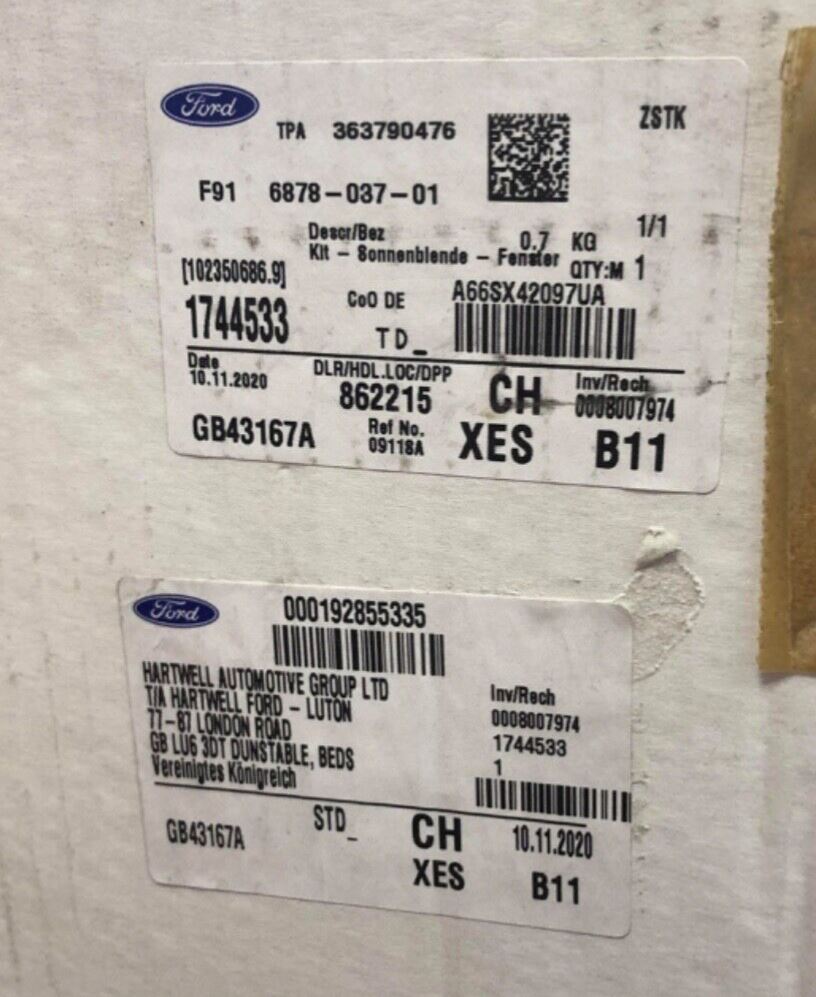 Ford
TPA 363790476
ZSTK
F91 6878-037-01
Descr/Bez 0.7 KG 1/1
Kit - Sonnenblende - Fenster QTY:M 1
[102350686.9]
CoO DE A66SX42097UA
1744533
TD_
Date DLR/HDL.LOC/DPP CH Inv/Rech
10.11.2020 862215 0008007974
GB43167A Ref No. XES B11
09118A
Ford
000192855335
HARTWELL AUTOMOTIVE GROUP LTD
T/A HARTWELL FORD - LUTON
77-87 LONDON ROAD
GB LU6 3DT DUNSTABLE, BEDS
Vereinigtes Königreich
Inv/Rech
0008007974
1744533
1
GB43167A STD_ CH 10.11.2020
XES B11